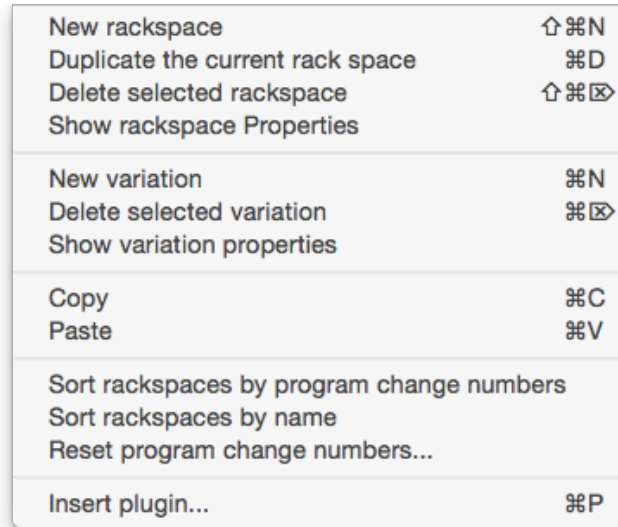 New rackspace ⇧⌘N
Duplicate the current rack space ⌘D
Delete selected rackspace ⇧⌘⌦
Show rackspace Properties
New variation ⌘N
Delete selected variation ⌘⌦
Show variation properties
Copy ⌘C
Paste ⌘V
Sort rackspaces by program change numbers
Sort rackspaces by name
Reset program change numbers...
Insert plugin... ⌘P